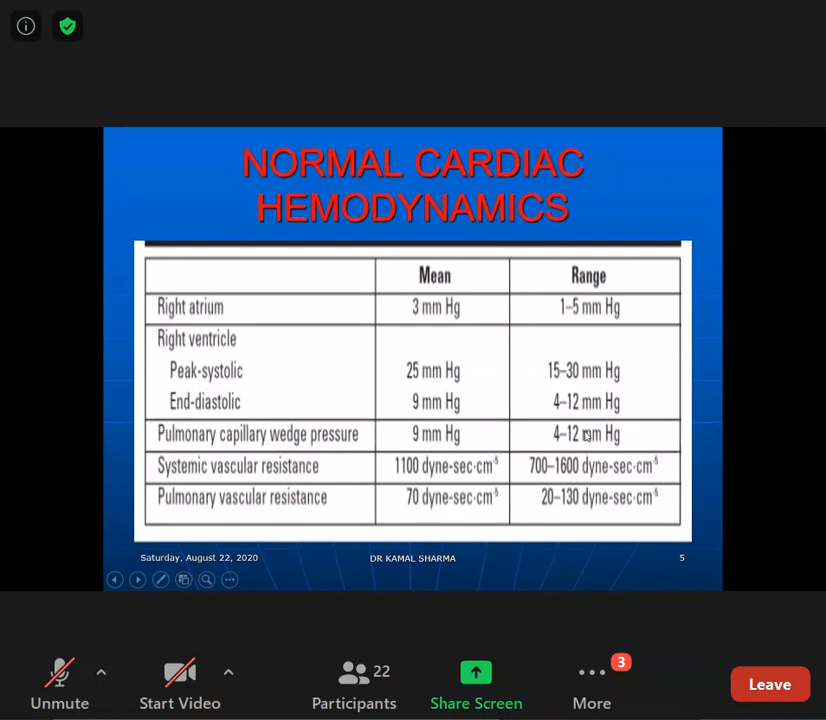 NORMAL CARDIAC
HEMODYNAMICS
Mean Range
Right atrium 3 mm Hg 1–5 mm Hg
Right ventricle
Peak-systolic 25 mm Hg 15–30 mm Hg
End-diastolic 9 mm Hg 4–12 mm Hg
Pulmonary capillary wedge pressure 9 mm Hg 4–12 mm Hg
Systemic vascular resistance 1100 dyne-sec·cm⁻⁵ 700–1600 dyne-sec·cm⁻⁵
Pulmonary vascular resistance 70 dyne-sec·cm⁻⁵ 20–130 dyne-sec·cm⁻⁵
Saturday, August 22, 2020 DR KAMAL SHARMA 5
22 3
Unmute Start Video Participants Share Screen More Leave